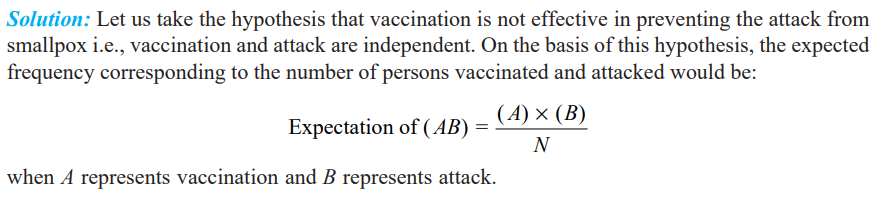 Solution: Let us take the hypothesis that vaccination is not effective in preventing the attack from
smallpox i.e., vaccination and attack are independent. On the basis of this hypothesis, the expected
frequency corresponding to the number of persons vaccinated and attacked would be:
Expectation of (AB) = (A) × (B) / N
when A represents vaccination and B represents attack.